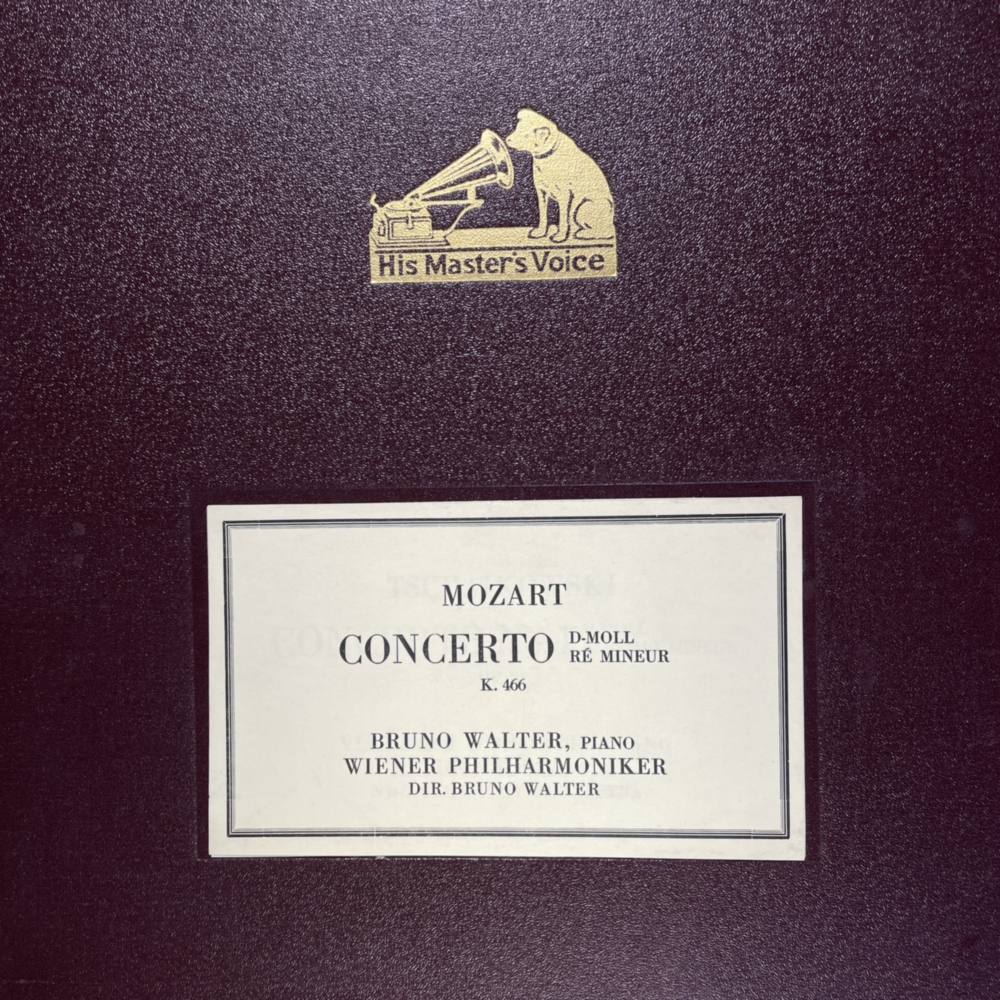 His Master's Voice
MOZART
CONCERTO D-MOLL
RÉ MINEUR
K. 466
BRUNO WALTER, PIANO
WIENER PHILHARMONIKER
DIR. BRUNO WALTER